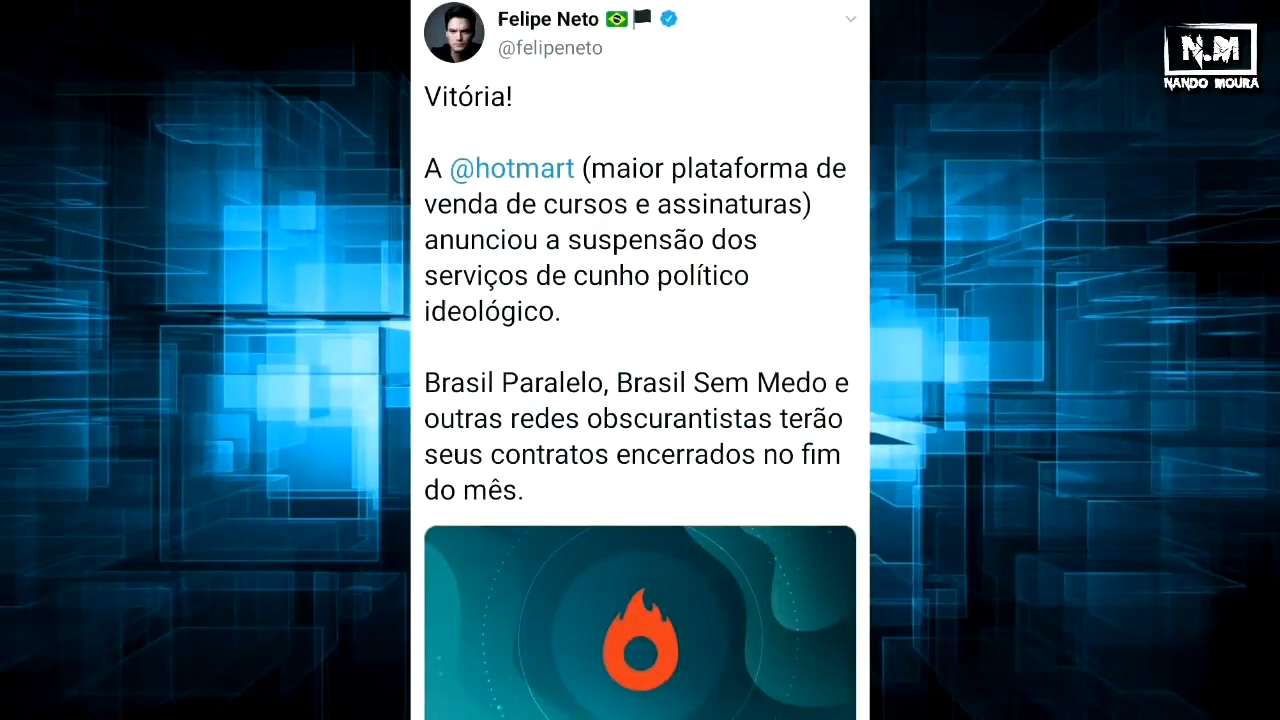 Felipe Neto
@felipeneto
N.M
NANDO MOURA
Vitória!
A @hotmart (maior plataforma de
venda de cursos e assinaturas)
anunciou a suspensão dos
serviços de cunho político
ideológico.
Brasil Paralelo, Brasil Sem Medo e
outras redes obscurantistas terão
seus contratos encerrados no fim
do mês.